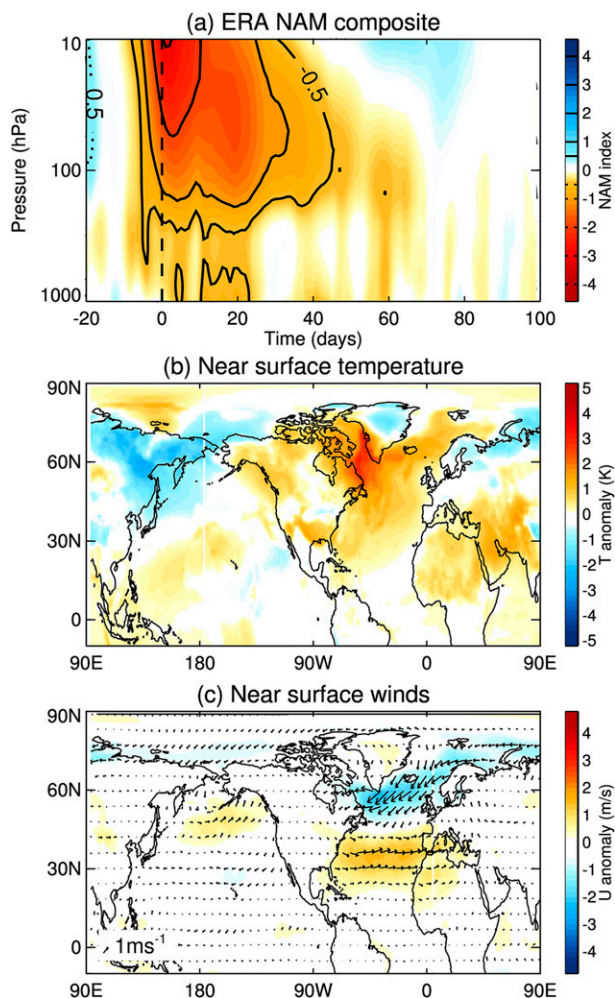 (a) ERA NAM composite
10
100
1000
Pressure (hPa)
0.5
-0.5
-20 0 20 40 60 80 100
Time (days)
4
3
2
1
0
-1
-2
-3
-4
NAM Index
(b) Near surface temperature
90N
60N
30N
0
90E 180 90W 0 90E
5
4
3
2
1
0
-1
-2
-3
-4
-5
T anomaly (K)
(c) Near surface winds
90N
60N
30N
0
1ms-1
90E 180 90W 0 90E
4
3
2
1
0
-1
-2
-3
-4
U anomaly (m/s)